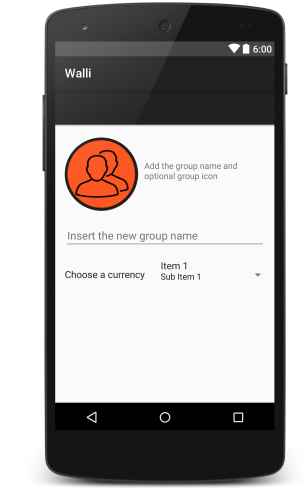 6:00
Walli
Add the group name and
optional group icon
Insert the new group name
Choose a currency
Item 1
Sub Item 1